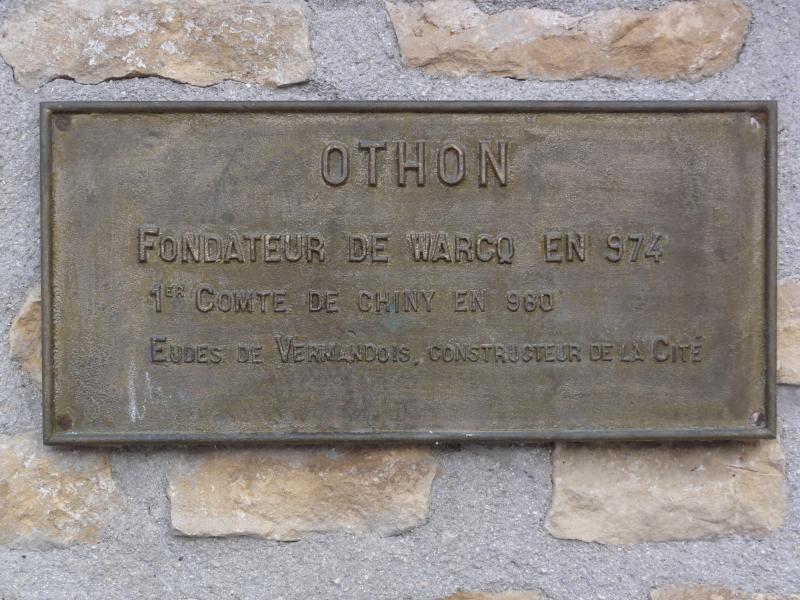 OTHON
FONDATEUR DE WARCQ EN 974
1ER COMTE DE CHINY EN 980
EUDES DE VERMANDOIS, CONSTRUCTEUR DE LA CITÉ